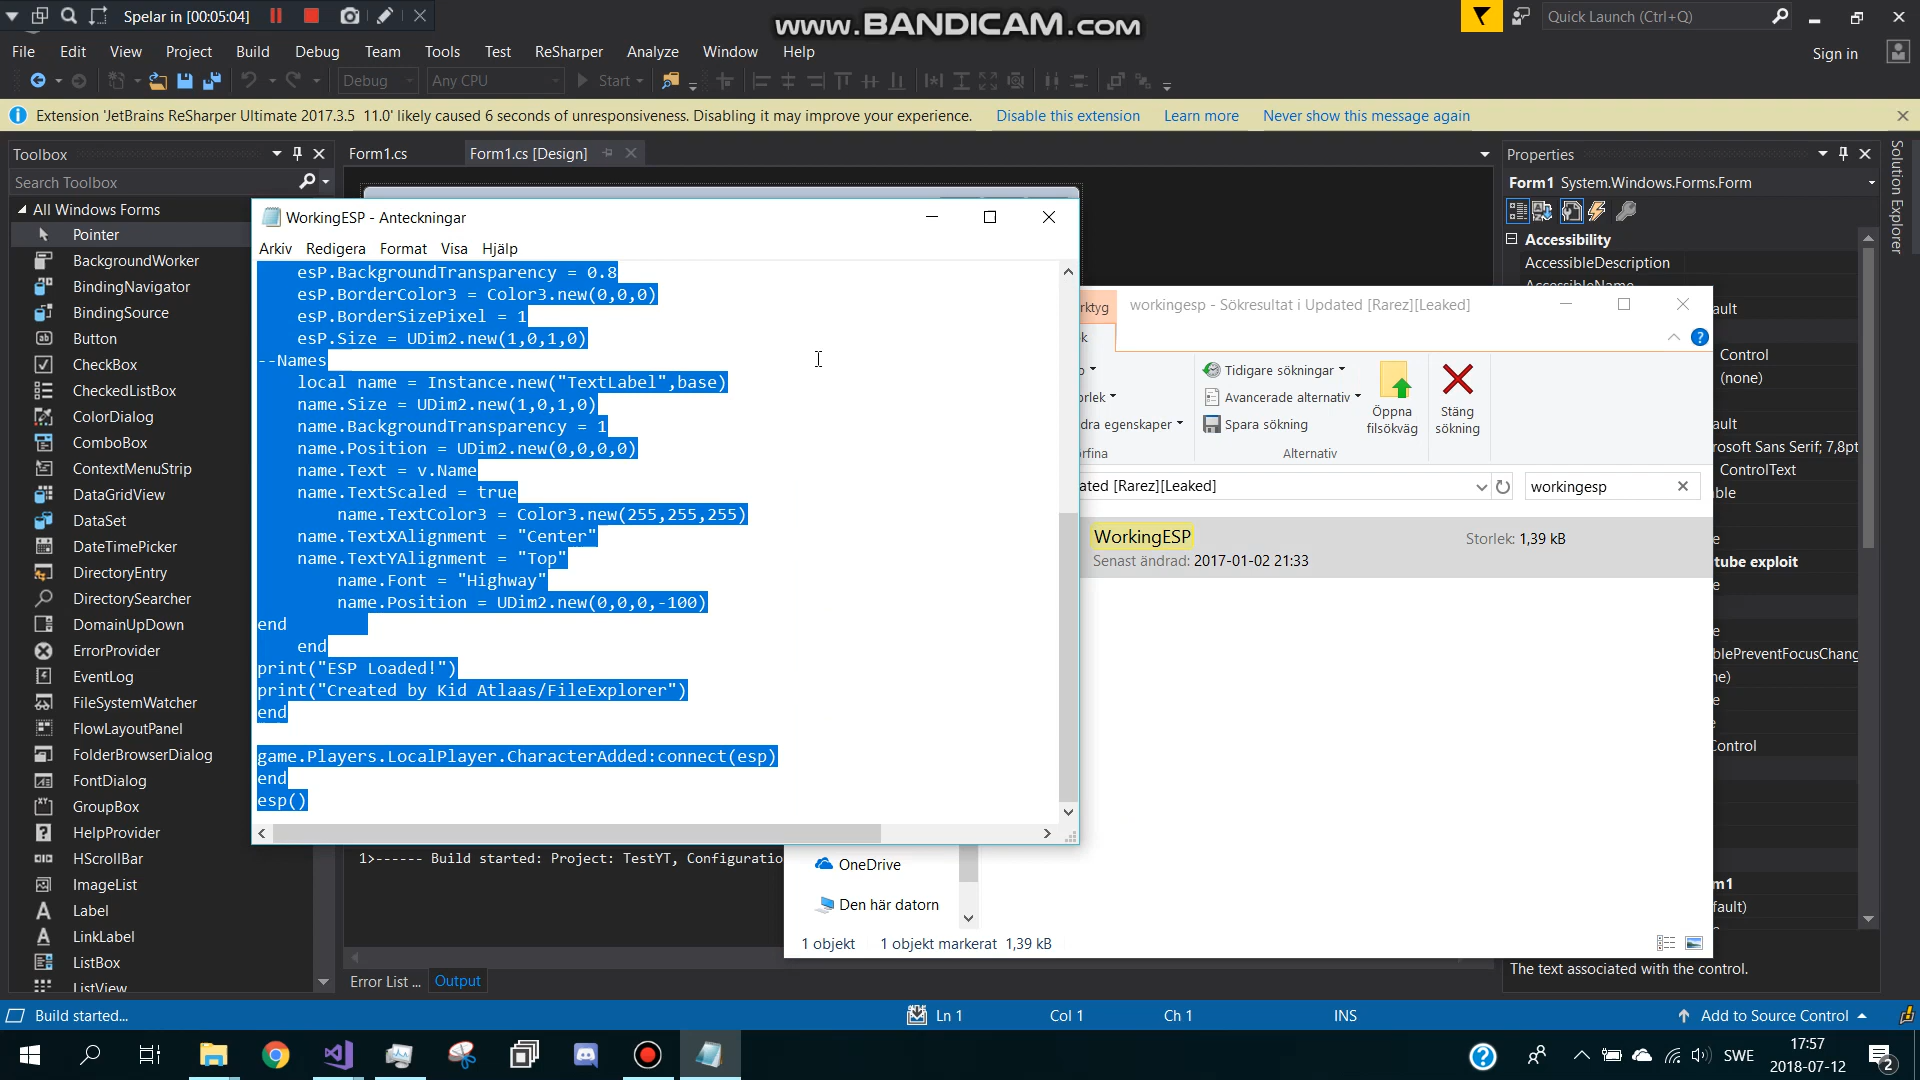 Spelar in [00:05:04]
www.BANDICAM.com
Quick Launch (Ctrl+Q)
File Edit View Project Build Debug Team Tools Test ReSharper Analyze Window Help
Sign in
Debug Any CPU Start
Extension 'JetBrains ReSharper Ultimate 2017.3.5 11.0' likely caused 6 seconds of unresponsiveness. Disabling it may improve your experience. Disable this extension Learn more Never show this message again
Toolbox
Form1.cs Form1.cs [Design]
Properties
Solution Explorer
Search Toolbox
Form1 System.Windows.Forms.Form
All Windows Forms
Pointer
BackgroundWorker
BindingNavigator
BindingSource
Button
CheckBox
CheckedListBox
ColorDialog
ComboBox
ContextMenuStrip
DataGridView
DataSet
DateTimePicker
DirectoryEntry
DirectorySearcher
DomainUpDown
ErrorProvider
EventLog
FileSystemWatcher
FlowLayoutPanel
FolderBrowserDialog
FontDialog
GroupBox
HelpProvider
HScrollBar
ImageList
Label
LinkLabel
ListBox
ListView
WorkingESP - Anteckningar
Arkiv Redigera Format Visa Hjälp
esP.BackgroundTransparency = 0.8
esP.BorderColor3 = Color3.new(0,0,0)
esP.BorderSizePixel = 1
esP.Size = UDim2.new(1,0,1,0)
--Names
local name = Instance.new("TextLabel",base)
name.Size = UDim2.new(1,0,1,0)
name.BackgroundTransparency = 1
name.Position = UDim2.new(0,0,0,0)
name.Text = v.Name
name.TextScaled = true
name.TextColor3 = Color3.new(255,255,255)
name.TextXAlignment = "Center"
name.TextYAlignment = "Top"
name.Font = "Highway"
name.Position = UDim2.new(0,0,0,-100)
end
end
print("ESP Loaded!")
print("Created by Kid Atlaas/FileExplorer")
end
game.Players.LocalPlayer.CharacterAdded:connect(esp)
end
esp()
1>------ Build started: Project: TestYT, Configuratio
Error List ... Output
rktyg workingesp - Sökresultat i Updated [Rarez][Leaked]
k
Tidigare sökningar
Avancerade alternativ
Spara sökning
Öppna
filsökväg
Stäng
sökning
orlek
dra egenskaper
rfina
Alternativ
ated [Rarez][Leaked] workingesp
WorkingESP
Senast ändrad: 2017-01-02 21:33
Storlek: 1,39 kB
OneDrive
Den här datorn
1 objekt 1 objekt markerat 1,39 kB
Accessibility
AccessibleDescription
ault
Control
(none)
ault
rosoft Sans Serif; 7,8pt
ControlText
ble
tube exploit
e
blePreventFocusChang
ne)
e
Control
m1
fault)
The text associated with the control.
Build started... Ln 1 Col 1 Ch 1 INS Add to Source Control
SWE
17:57
2018-07-12
2